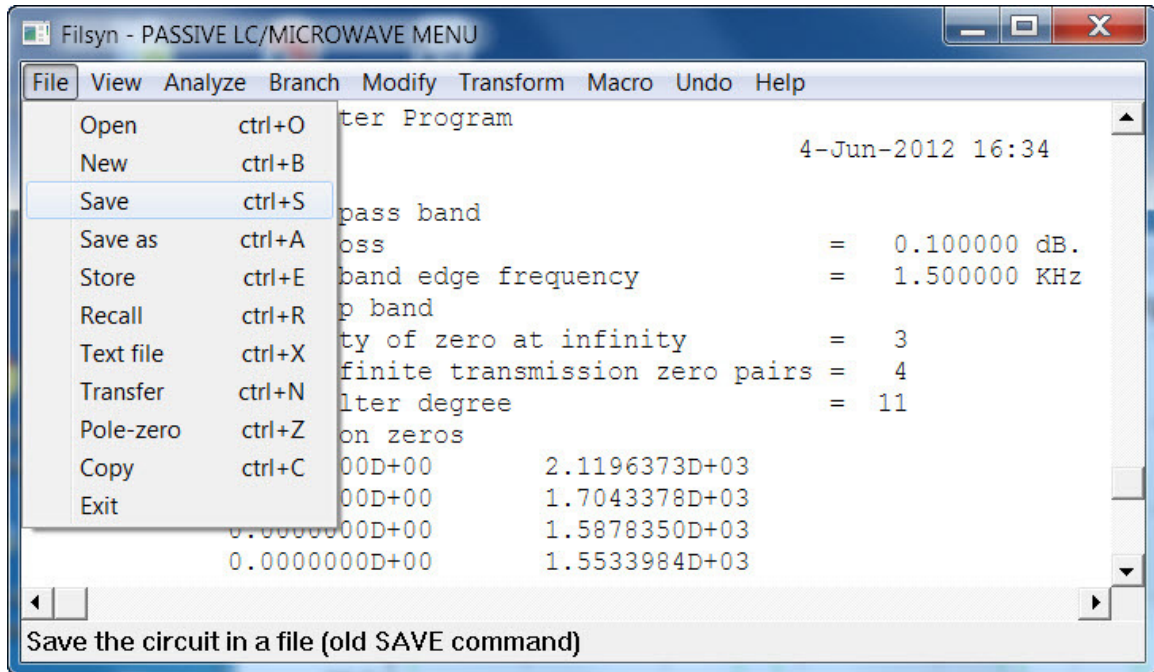 Filsyn - PASSIVE LC/MICROWAVE MENU
File View Analyze Branch Modify Transform Macro Undo Help
Open ctrl+O
New ctrl+B
Save ctrl+S
Save as ctrl+A
Store ctrl+E
Recall ctrl+R
Text file ctrl+X
Transfer ctrl+N
Pole-zero ctrl+Z
Copy ctrl+C
Exit
ter Program
4-Jun-2012 16:34
pass band
oss = 0.100000 dB.
band edge frequency = 1.500000 KHz
p band
ty of zero at infinity = 3
finite transmission zero pairs = 4
lter degree = 11
on zeros
00D+00 2.1196373D+03
00D+00 1.7043378D+03
0.0000000D+00 1.5878350D+03
0.0000000D+00 1.5533984D+03
Save the circuit in a file (old SAVE command)